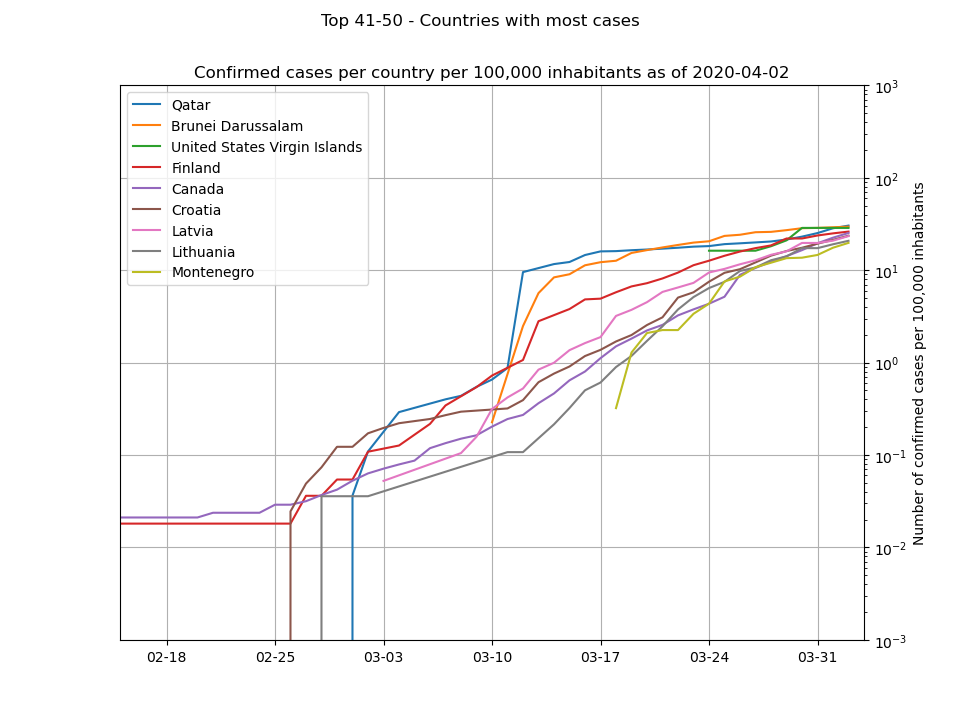 Top 41-50 - Countries with most cases
Confirmed cases per country per 100,000 inhabitants as of 2020-04-02
Qatar
Brunei Darussalam
United States Virgin Islands
Finland
Canada
Croatia
Latvia
Lithuania
Montenegro
10³
10²
10¹
10⁰
10⁻¹
10⁻²
10⁻³
Number of confirmed cases per 100,000 inhabitants
02-18 02-25 03-03 03-10 03-17 03-24 03-31